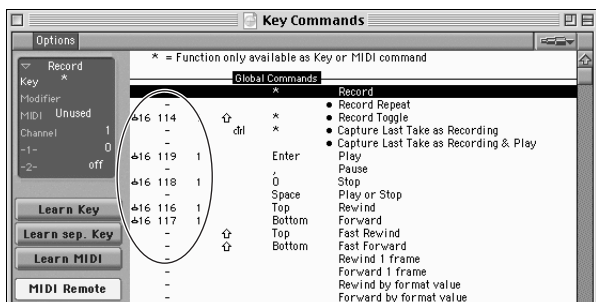 Key Commands
Options
* = Function only available as Key or MIDI command
Global Commands
Record
Key *
Modifier
MIDI Unused
Channel 1
-1- 0
-2- off
Learn Key
Learn sep. Key
Learn MIDI
MIDI Remote
* Record
- • Record Repeat
16 114 ⇧ * • Record Toggle
- ctrl * • Capture Last Take as Recording
- • Capture Last Take as Recording & Play
16 119 1 Enter Play
- , Pause
16 118 1 0 Stop
- Space Play or Stop
16 116 1 Top Rewind
16 117 1 Bottom Forward
- ⇧ Top Fast Rewind
- ⇧ Bottom Fast Forward
- Rewind 1 frame
- Forward 1 frame
- Rewind by format value
- Forward by format value